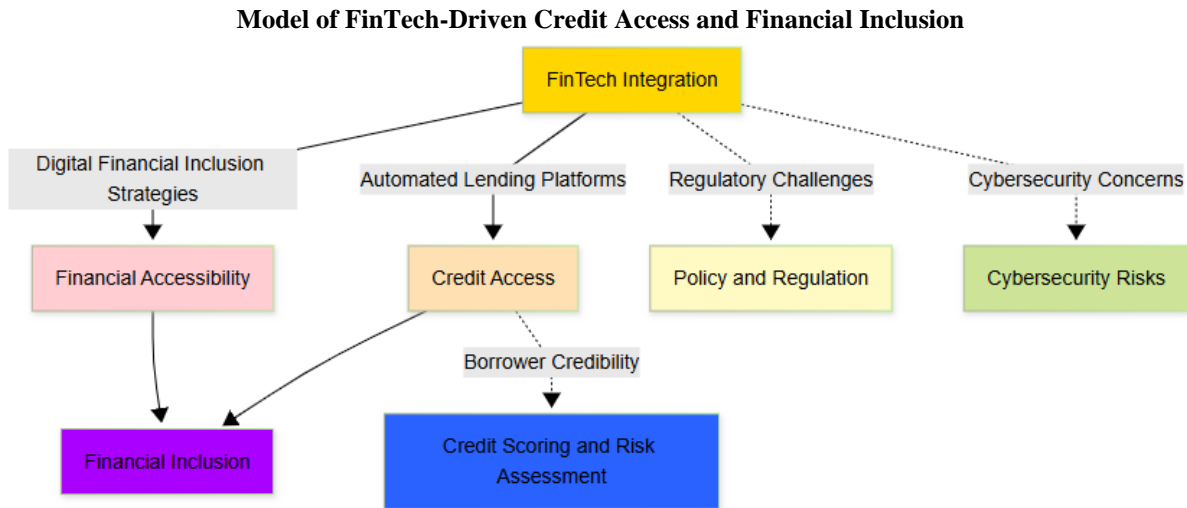 Model of FinTech-Driven Credit Access and Financial Inclusion
FinTech Integration
Digital Financial Inclusion
Strategies
Automated Lending Platforms
Regulatory Challenges
Cybersecurity Concerns
Financial Accessibility
Credit Access
Policy and Regulation
Cybersecurity Risks
Borrower Credibility
Financial Inclusion
Credit Scoring and Risk
Assessment